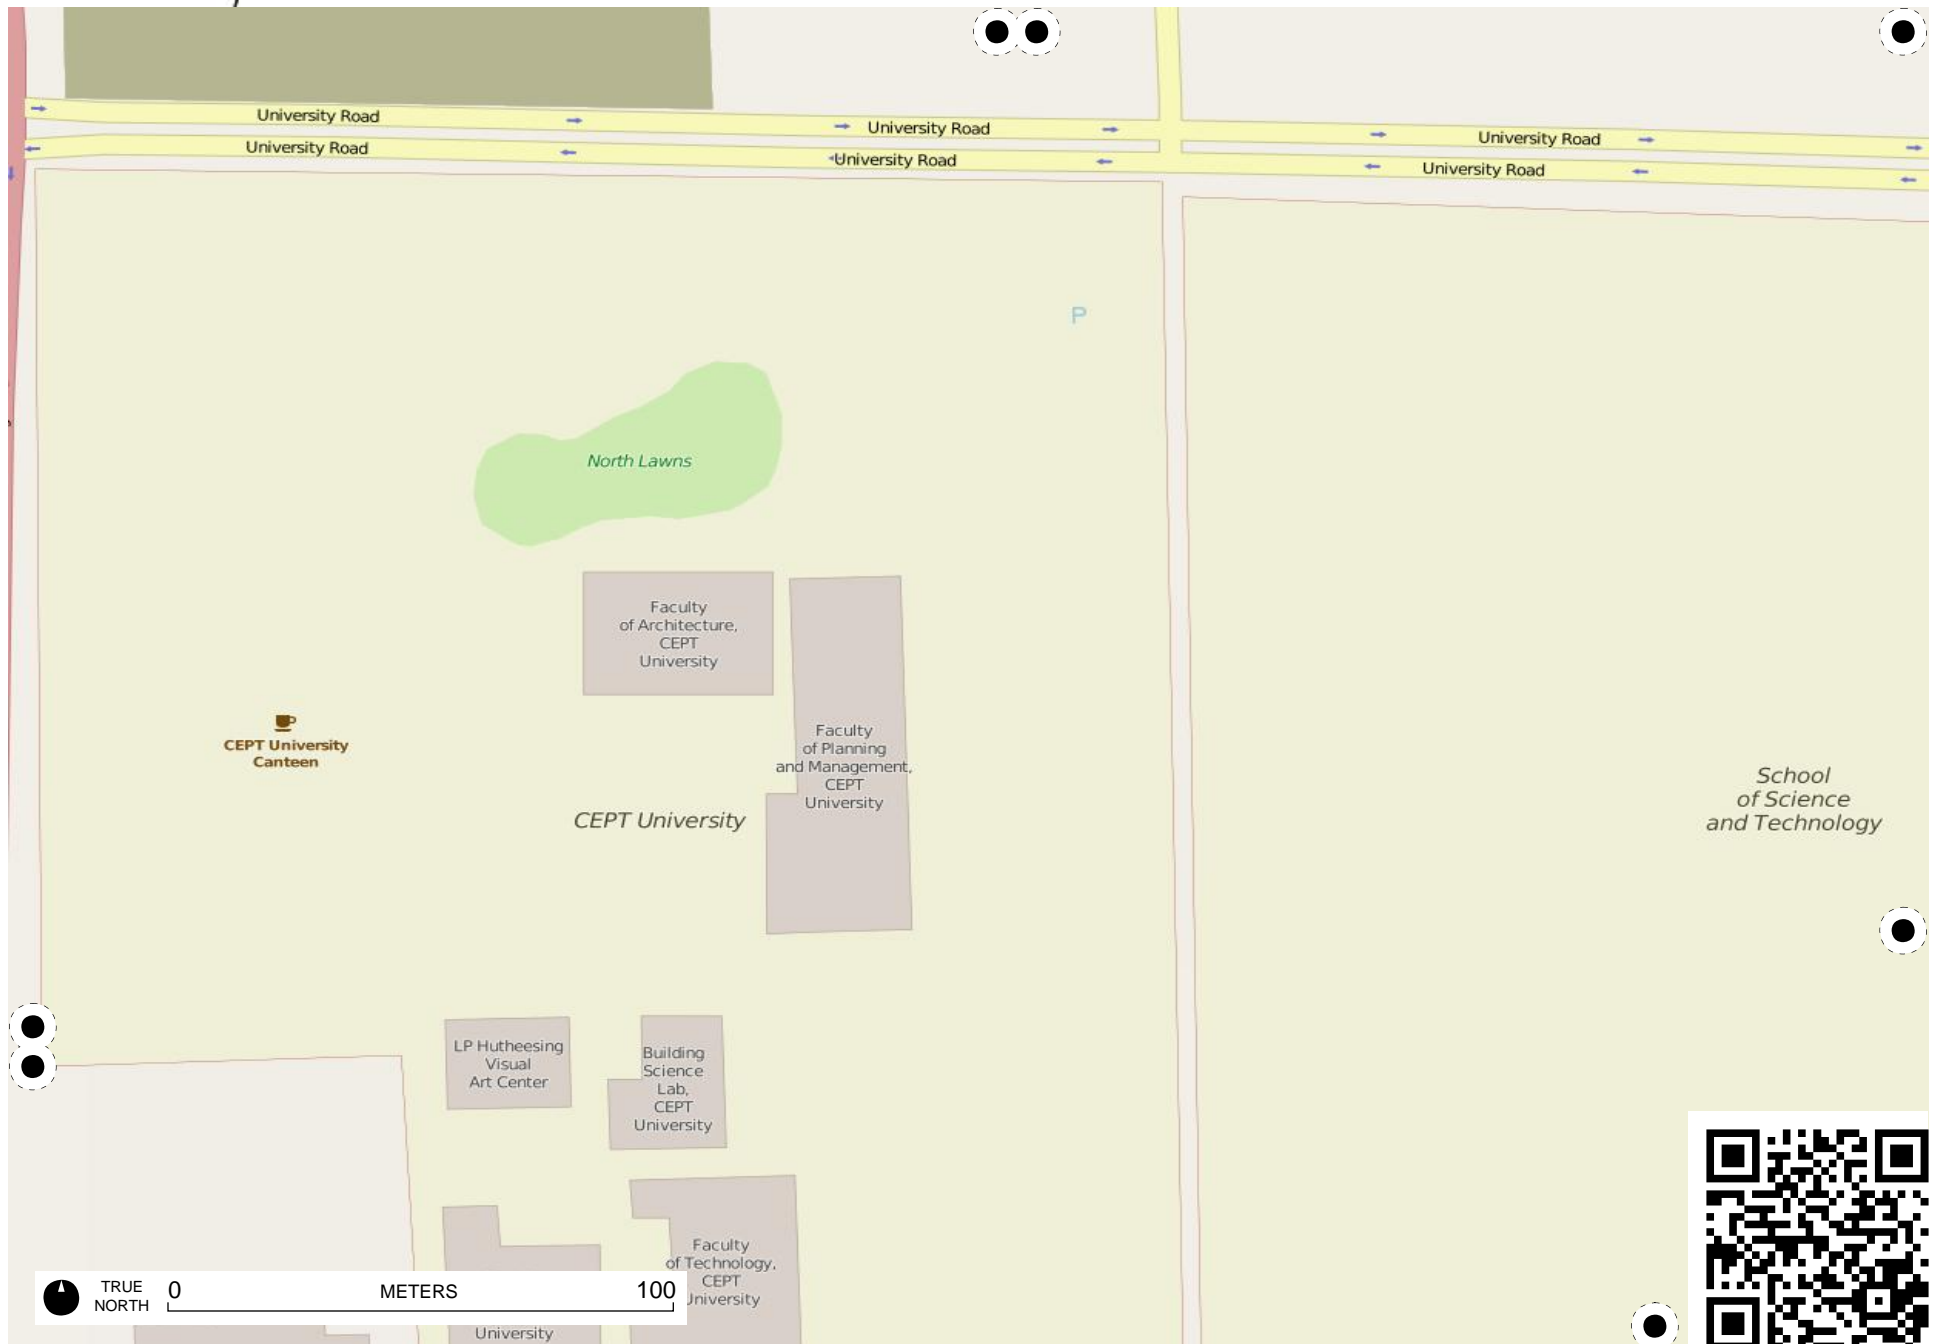 University Road
University Road
University Road
University Road
University Road
University Road
P
North Lawns
Faculty
of Architecture,
CEPT
University
Faculty
of Planning
and Management,
CEPT
University
CEPT University
Canteen
CEPT University
School
of Science
and Technology
LP Hutheesing
Visual
Art Center
Building
Science
Lab,
CEPT
University
Faculty
of Technology,
CEPT
University
TRUE
NORTH
0 METERS 100
University